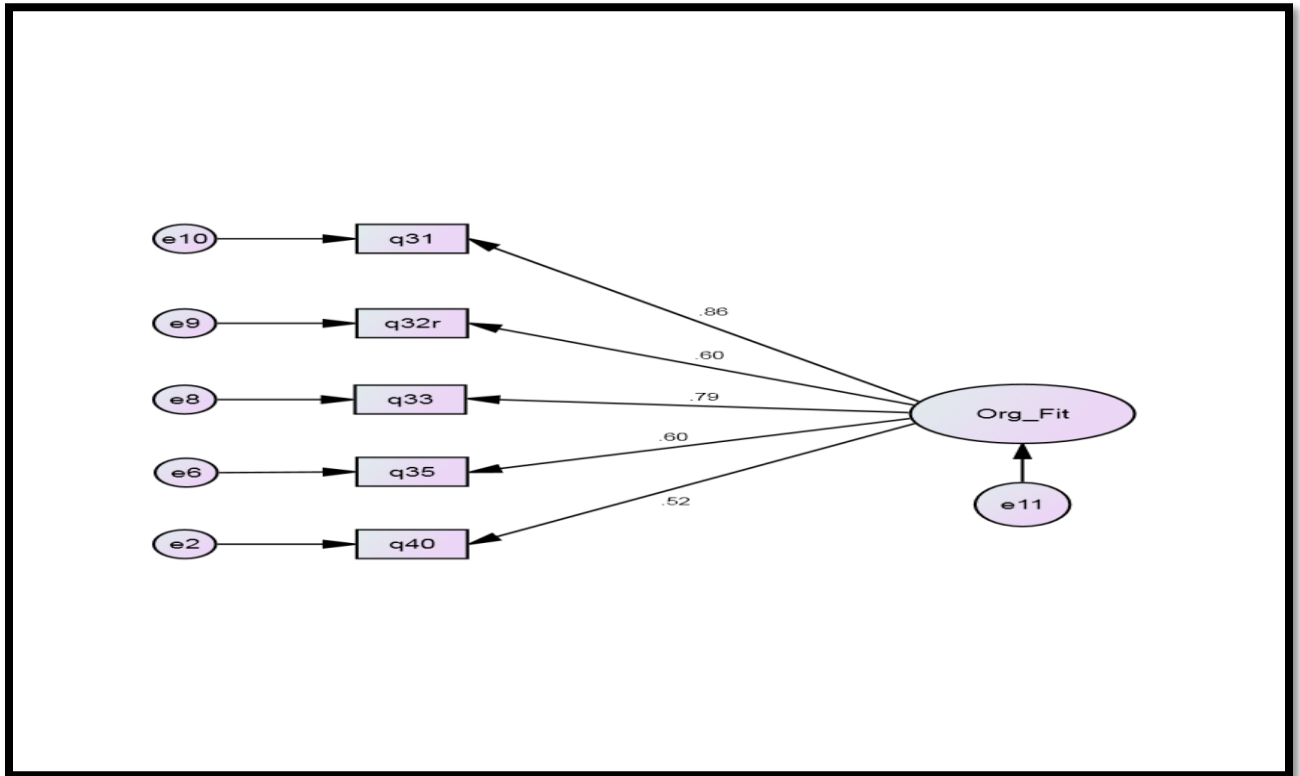 e10
q31
.86
e9
q32r
.60
e8
q33
.79
Org_Fit
e6
q35
.60
e11
e2
q40
.52